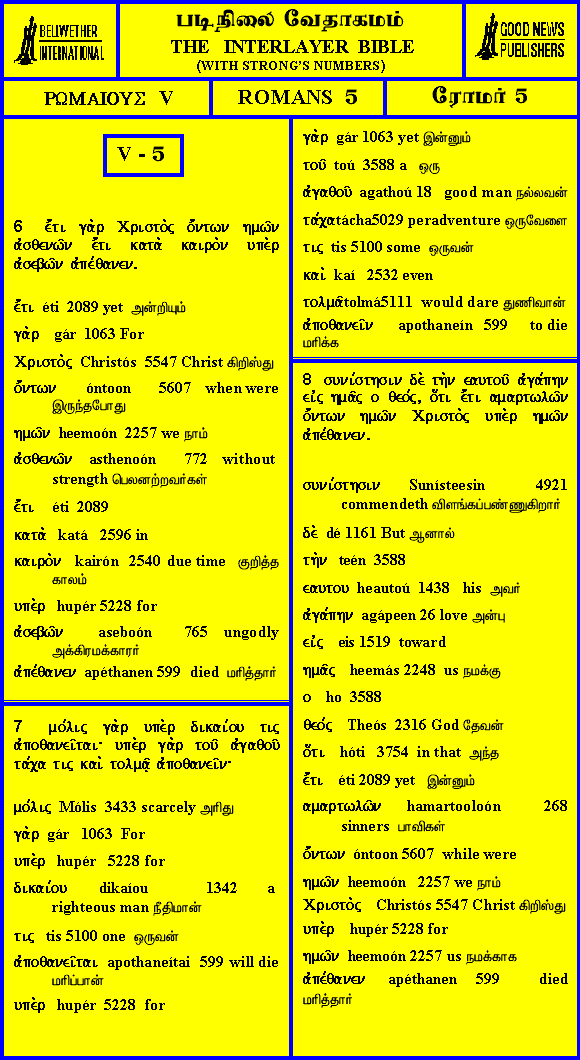 BELLWETHER
INTERNATIONAL
படிநிலை வேதாகமம்
THE INTERLAYER BIBLE
(WITH STRONG'S NUMBERS)
GOOD NEWS
PUBLISHERS
ΡΩΜΑΙΟΥΣ V
ROMANS 5
ரோமர் 5
V - 5
6 ἔτι γὰρ Χριστὸς ὄντων ημῶν
ἀσθενῶν ἔτι κατὰ καιρὸν υπὲρ
ἀσεβῶν ἀπέθανεν.
ἔτι éti 2089 yet அன்றியும்
γὰρ gár 1063 For
Χριστὸς Christós 5547 Christ கிறிஸ்து
ὄντων óntoon 5607 when were
இருந்தபோது
ημῶν heemoón 2257 we நாம்
ἀσθενῶν asthenoón 772 without
strength பெலனற்றவர்கள்
ἔτι éti 2089
κατὰ katá 2596 in
καιρὸν kairón 2540 due time குறித்த
காலம்
υπὲρ hupér 5228 for
ἀσεβῶν aseboón 765 ungodly
அக்கிரமக்காரர்
ἀπέθανεν apéthanen 599 died மரித்தார்
7 μόλις γὰρ υπὲρ δικαίου τις
ἀποθανεῖται· υπὲρ γὰρ τοῦ ἀγαθοῦ
τάχα τις καὶ τολμᾷ ἀποθανεῖν·
μόλις Mólis 3433 scarcely அரிது
γὰρ gár 1063 For
υπὲρ hupér 5228 for
δικαίου dikaíou 1342 a
righteous man நீதிமான்
τις tis 5100 one ஒருவன்
ἀποθανεῖται apothaneítai 599 will die
மரிப்பான்
υπὲρ hupér 5228 for
γὰρ gár 1063 yet இன்னும்
τοῦ toú 3588 a ஒரு
ἀγαθοῦ agathoú 18 good man நல்லவன்
τάχαtácha5029 peradventure ஒருவேளை
τις tis 5100 some ஒருவன்
καὶ kaí 2532 even
τολμᾷtolmá5111 would dare துணிவான்
ἀποθανεῖν apothaneín 599 to die
மரிக்க
8 συνίστησιν δὲ τὴν εαυτοῦ ἀγάπην
εἰς ημᾶς ο θεός, ὅτι ἔτι αμαρτωλῶν
ὄντων ημῶν Χριστὸς υπὲρ ημῶν
ἀπέθανεν.
συνίστησιν Sunísteesin 4921
commendeth விளங்கப்பண்ணுகிறார்
δὲ dé 1161 But ஆனால்
τὴν teén 3588
εαυτου heautoú 1438 his அவர்
ἀγάπην agápeen 26 love அன்பு
εἰς eis 1519 toward
ημᾶς heemás 2248 us நமக்கு
ο ho 3588
θεός Theós 2316 God தேவன்
ὅτι hóti 3754 in that அந்த
ἔτι éti 2089 yet இன்னும்
αμαρτωλῶν hamartooloón 268
sinners பாவிகள்
ὄντων óntoon 5607 while were
ημῶν heemoón 2257 we நாம்
Χριστὸς Christós 5547 Christ கிறிஸ்து
υπὲρ hupér 5228 for
ημῶν heemoón 2257 us நமக்காக
ἀπέθανεν apéthanen 599 died
மரித்தார்